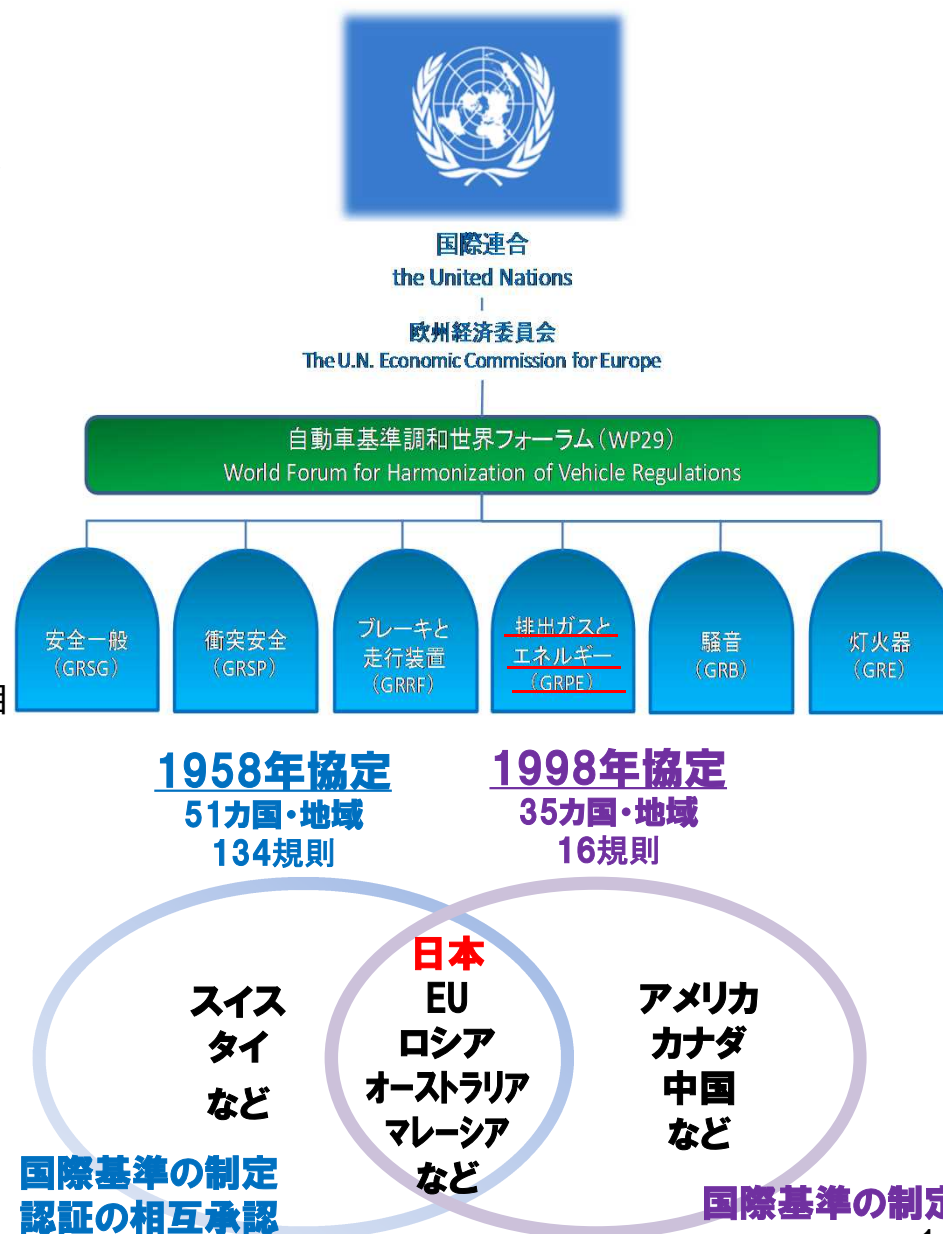 国際連合
the United Nations
欧州経済委員会
The U.N. Economic Commission for Europe
自動車基準調和世界フォーラム(WP29)
World Forum for Harmonization of Vehicle Regulations
安全一般
(GRSG)
衝突安全
(GRSP)
ブレーキと
走行装置
(GRRF)
排出ガスと
エネルギー
(GRPE)
騒音
(GRB)
灯火器
(GRE)
1958年協定
51カ国・地域
134規則
1998年協定
35カ国・地域
16規則
スイス
タイ
など
日本
EU
ロシア
オーストラリア
マレーシア
など
アメリカ
カナダ
中国
など
国際基準の制定
認証の相互承認
国際基準の制定